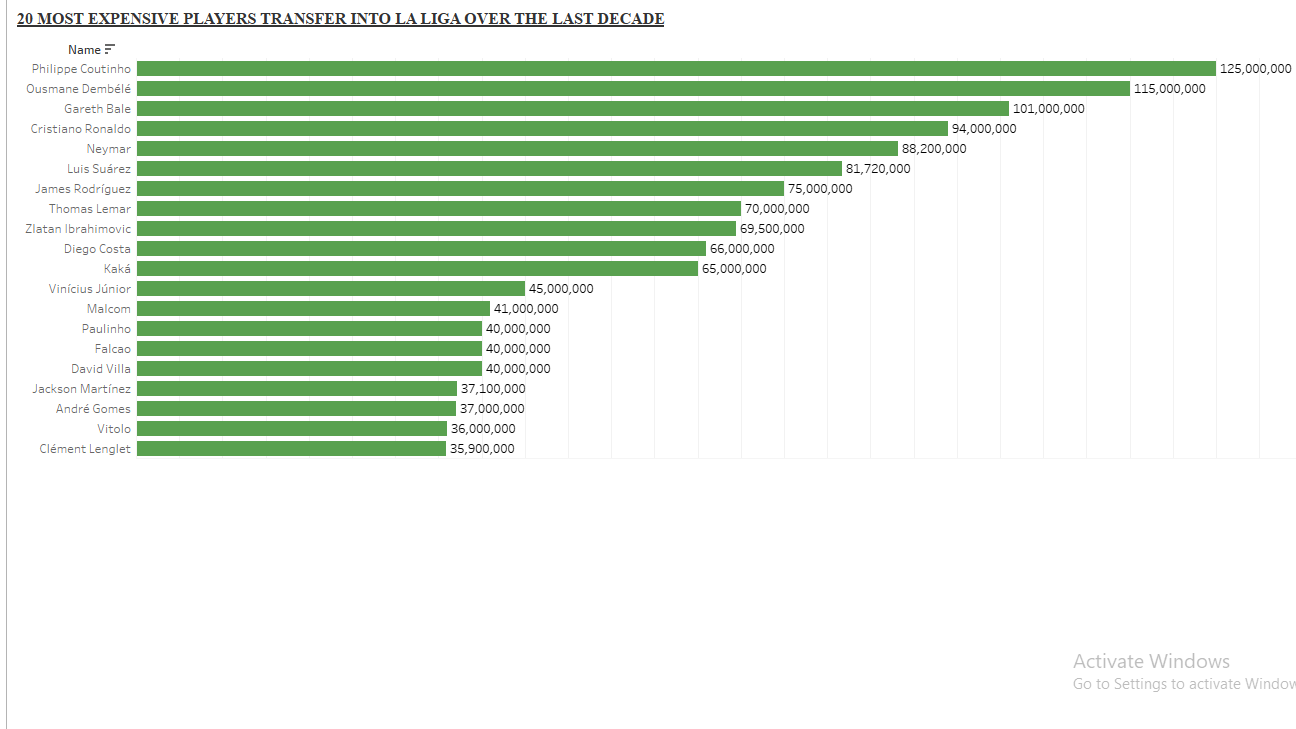 20 MOST EXPENSIVE PLAYERS TRANSFER INTO LA LIGA OVER THE LAST DECADE
Name
Philippe Coutinho 125,000,000
Ousmane Dembélé 115,000,000
Gareth Bale 101,000,000
Cristiano Ronaldo 94,000,000
Neymar 88,200,000
Luis Suárez 81,720,000
James Rodríguez 75,000,000
Thomas Lemar 70,000,000
Zlatan Ibrahimovic 69,500,000
Diego Costa 66,000,000
Kaká 65,000,000
Vinícius Júnior 45,000,000
Malcom 41,000,000
Paulinho 40,000,000
Falcao 40,000,000
David Villa 40,000,000
Jackson Martínez 37,100,000
André Gomes 37,000,000
Vitolo 36,000,000
Clément Lenglet 35,900,000
Activate Windows
Go to Settings to activate Window